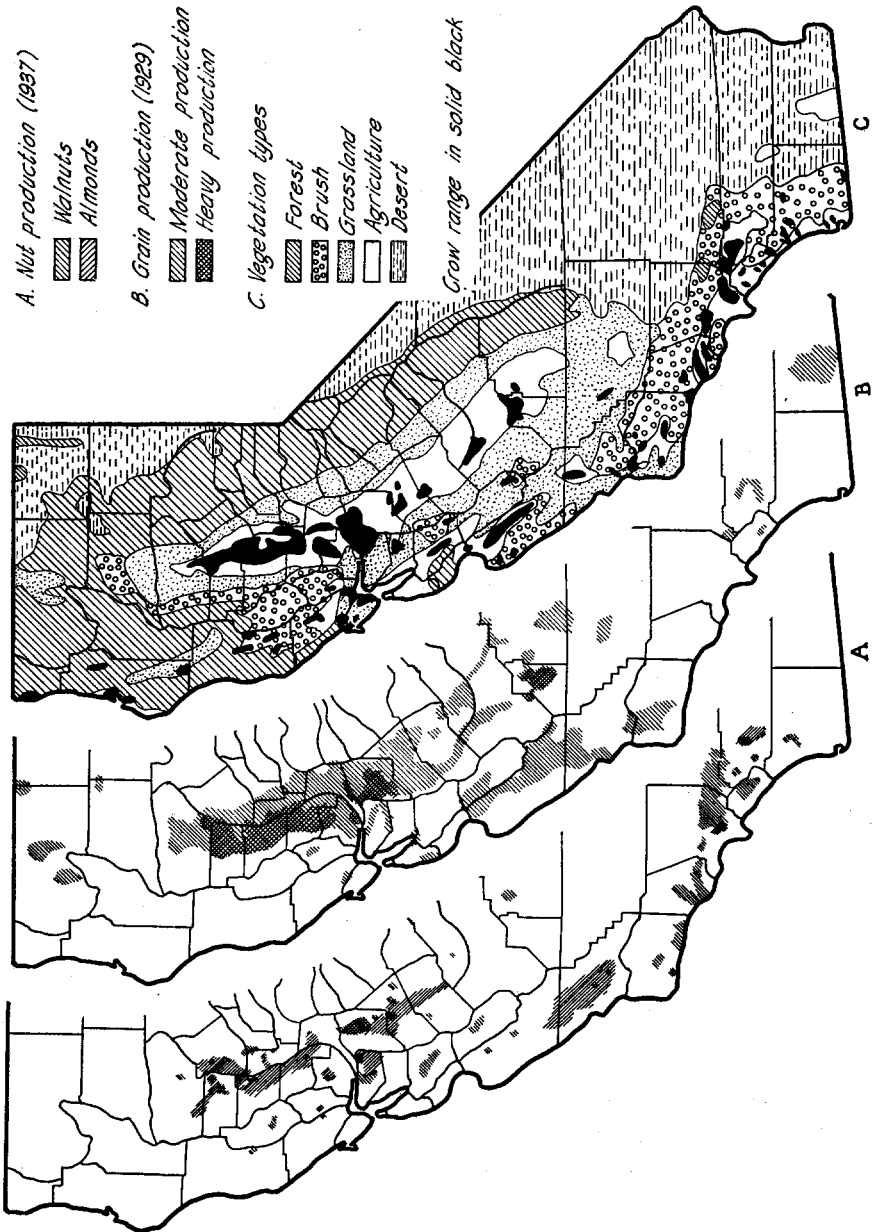 A. Nut production (1937)
Walnuts
Almonds
B. Grain production (1929)
Moderate production
Heavy production
C. Vegetation types
Forest
Brush
Grassland
Agriculture
Desert
Crow range in solid black
A
B
C